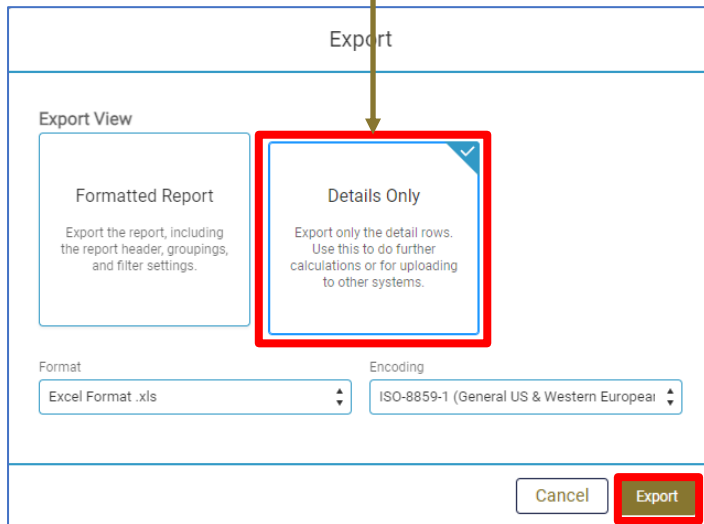 Export
Export View
Formatted Report
Export the report, including
the report header, groupings,
and filter settings.
Details Only
Export only the detail rows.
Use this to do further
calculations or for uploading
to other systems.
Format
Excel Format .xls
Encoding
ISO-8859-1 (General US & Western European
Cancel
Export